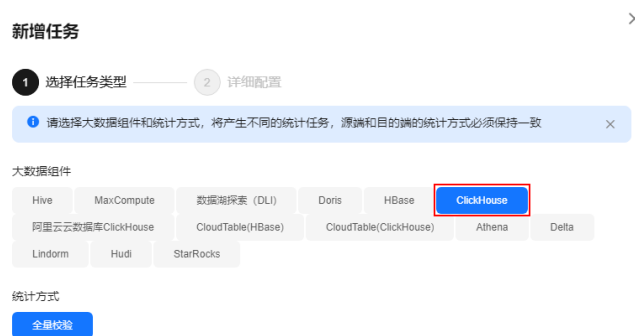 新增任务
1 选择任务类型 2 详细配置
请选择大数据组件和统计方式，将产生不同的统计任务，源端和目的端的统计方式必须保持一致
大数据组件
Hive MaxCompute 数据湖探索（DLI） Doris HBase ClickHouse
阿里云云数据库ClickHouse CloudTable(HBase) CloudTable(ClickHouse) Athena Delta
Lindorm Hudi StarRocks
统计方式
全量校验